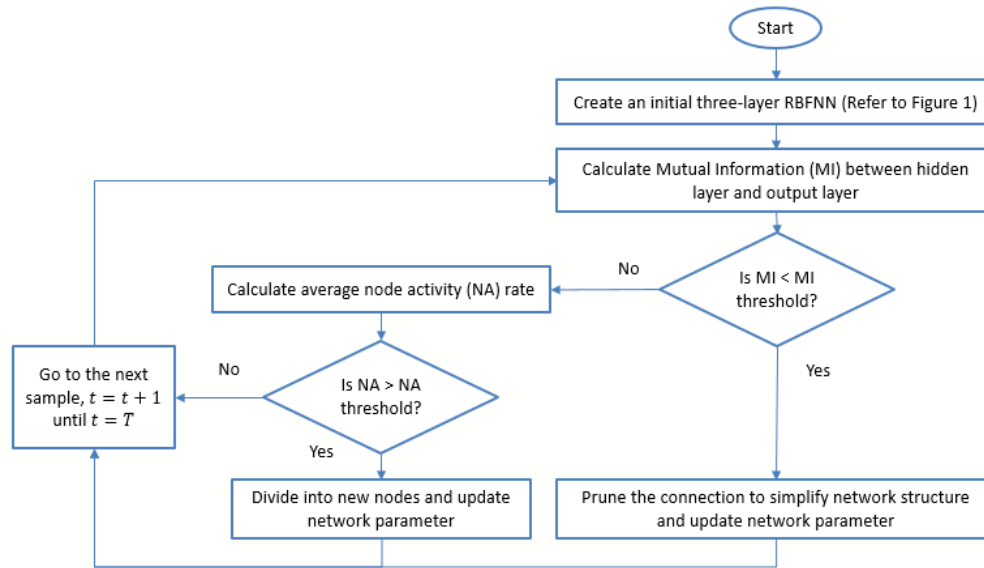 Start
Create an initial three-layer RBFNN (Refer to Figure 1)
Calculate Mutual Information (MI) between hidden
layer and output layer
Is MI < MI
threshold?
No
Yes
Calculate average node activity (NA) rate
Is NA > NA
threshold?
No
Yes
Go to the next
sample, t = t + 1
until t = T
Divide into new nodes and update
network parameter
Prune the connection to simplify network structure
and update network parameter